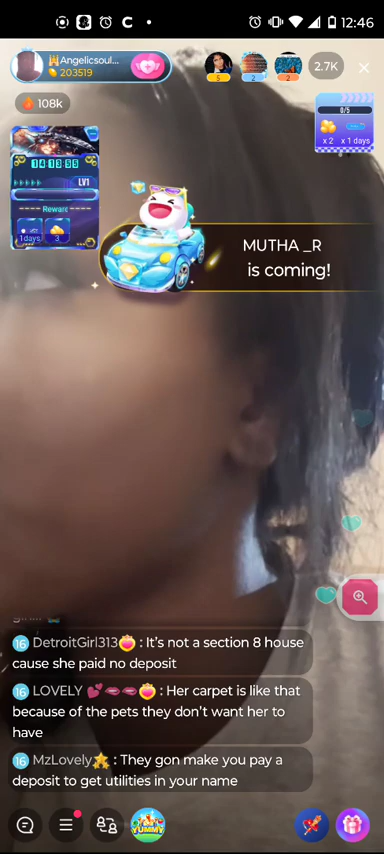 12:46
👑Angelicsoul...
203519
5
2
2
2.7K
108k
0/5
x 2
x 1 days
14:13:55
LV1
Reward
1days
3
MUTHA _R
is coming!
16 DetroitGirl313 : It's not a section 8 house
cause she paid no deposit
16 LOVELY 💕👄👄 : Her carpet is like that
because of the pets they don't want her to
have
16 MzLovely : They gon make you pay a
deposit to get utilities in your name
YUMMY